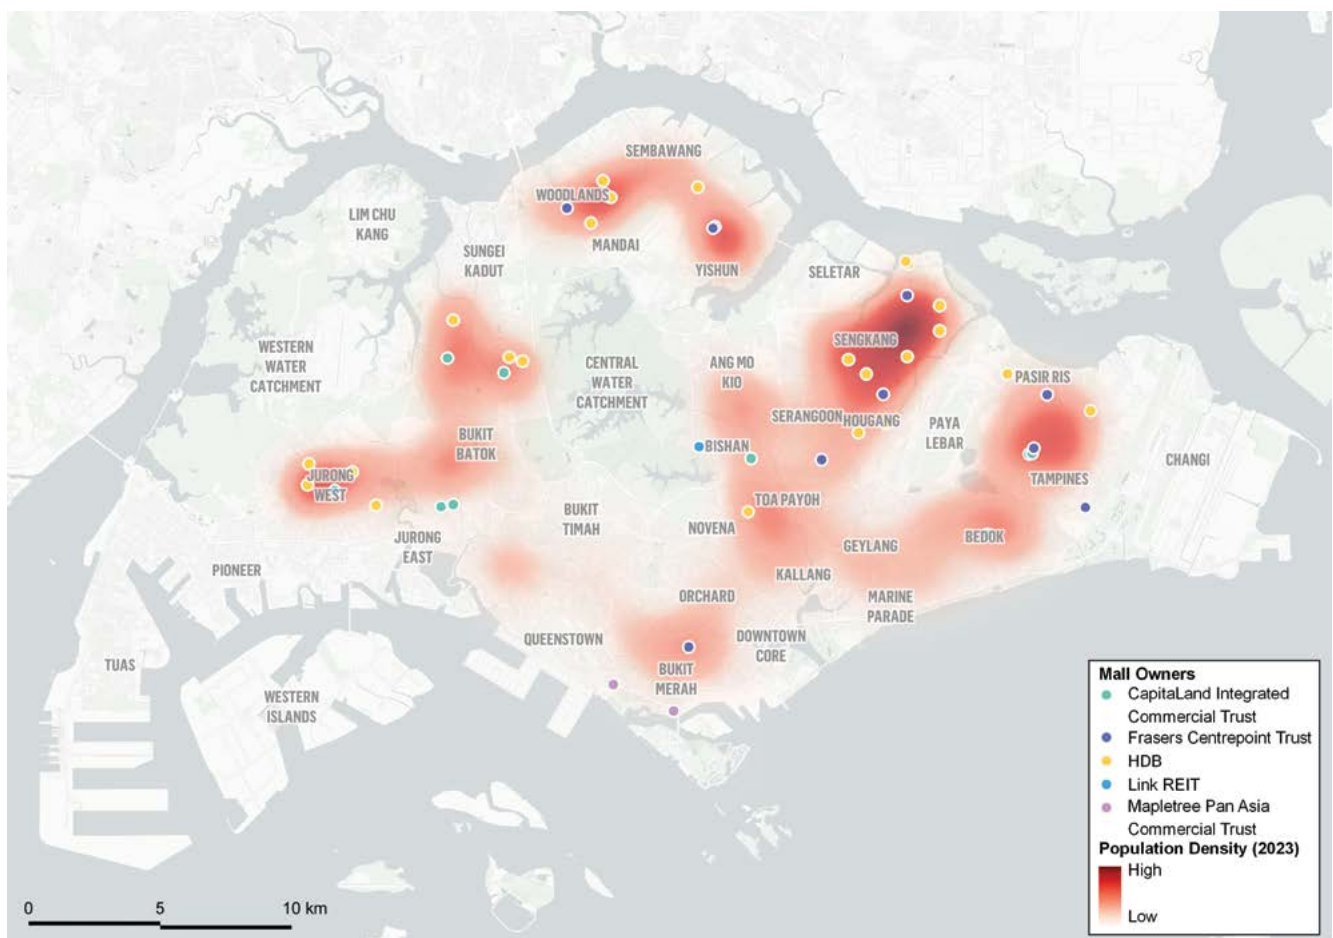 SEMBAWANG
WOODLANDS
LIM CHU
KANG
MANDAI
SUNGEI
KADUT
YISHUN
SELETAR
SENGKANG
WESTERN
WATER
CATCHMENT
CENTRAL
WATER
CATCHMENT
ANG MO
KIO
PASIR RIS
SERANGOON
HOUGANG
PAYA
LEBAR
BUKIT
BATOK
BISHAN
CHANGI
JURONG
WEST
TAMPINES
TOA PAYOH
BUKIT
TIMAH
NOVENA
JURONG
EAST
GEYLANG
BEDOK
PIONEER
KALLANG
ORCHARD
MARINE
PARADE
QUEENSTOWN
DOWNTOWN
CORE
TUAS
BUKIT
MERAH
WESTERN
ISLANDS
Mall Owners
CapitaLand Integrated
Commercial Trust
Frasers Centrepoint Trust
HDB
Link REIT
Mapletree Pan Asia
Commercial Trust
Population Density (2023)
High
Low
0 5 10 km